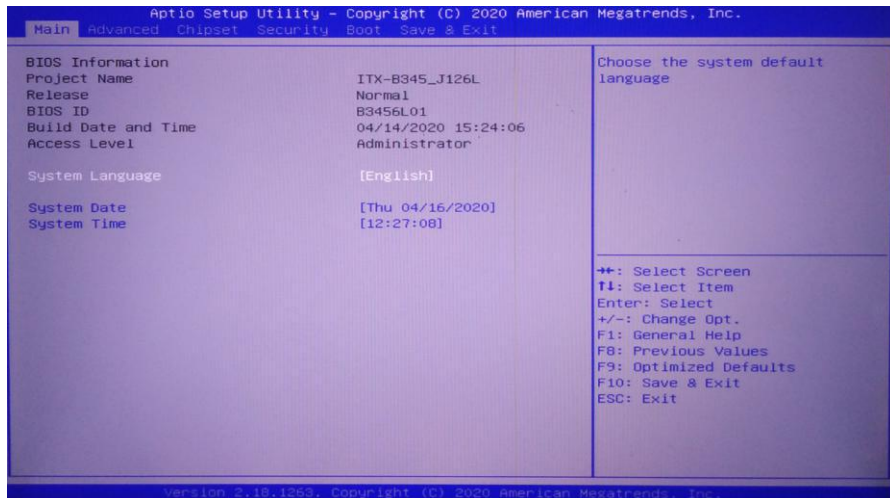 Aptio Setup Utility – Copyright (C) 2020 American Megatrends, Inc.
Main Advanced Chipset Security Boot Save & Exit
BIOS Information
Project Name ITX-B345_J126L
Release Normal
BIOS ID B3456L01
Build Date and Time 04/14/2020 15:24:06
Access Level Administrator
System Language [English]
System Date [Thu 04/16/2020]
System Time [12:27:08]
Choose the system default
language
→←: Select Screen
↑↓: Select Item
Enter: Select
+/-: Change Opt.
F1: General Help
F8: Previous Values
F9: Optimized Defaults
F10: Save & Exit
ESC: Exit
Version 2.18.1263. Copyright (C) 2020 American Megatrends, Inc.